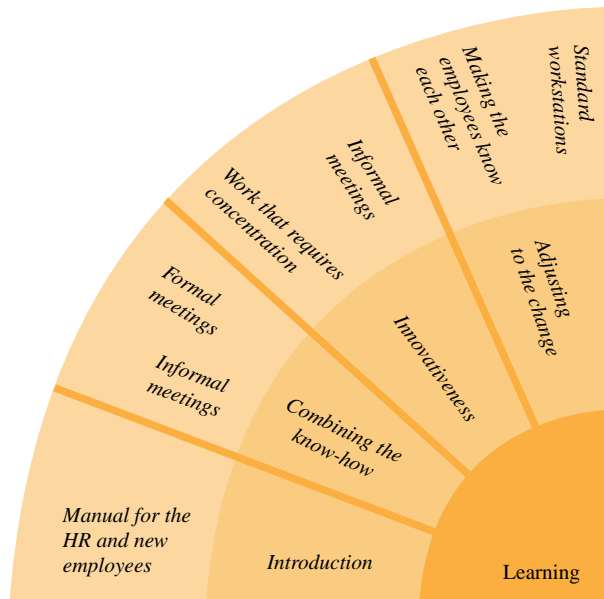 Standard
workstations
Making the
employees know
each other
Adjusting
to the change
Informal
meetings
Work that requires
concentration
Innovativeness
Formal
meetings
Informal
meetings
Combining the
know-how
Manual for the
HR and new
employees
Introduction
Learning